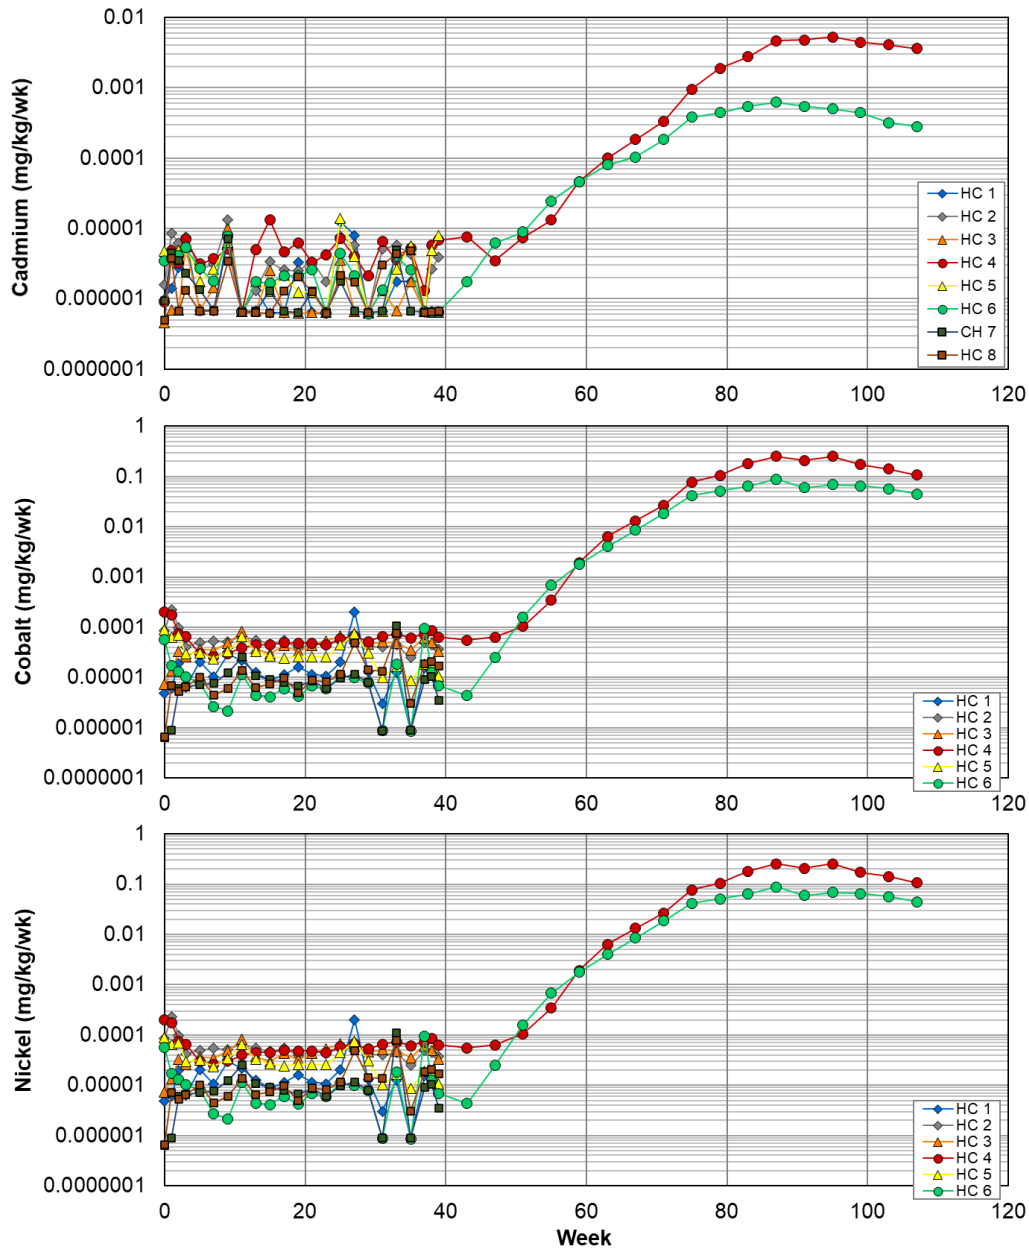 0.01
0.001
0.0001
0.00001
0.000001
0.0000001
Cadmium (mg/kg/wk)
HC 1
HC 2
HC 3
HC 4
HC 5
HC 6
CH 7
HC 8
0 20 40 60 80 100 120
1
0.1
0.01
0.001
0.0001
0.00001
0.000001
0.0000001
Cobalt (mg/kg/wk)
HC 1
HC 2
HC 3
HC 4
HC 5
HC 6
0 20 40 60 80 100 120
1
0.1
0.01
0.001
0.0001
0.00001
0.000001
0.0000001
Nickel (mg/kg/wk)
HC 1
HC 2
HC 3
HC 4
HC 5
HC 6
0 20 40 60 80 100 120
Week